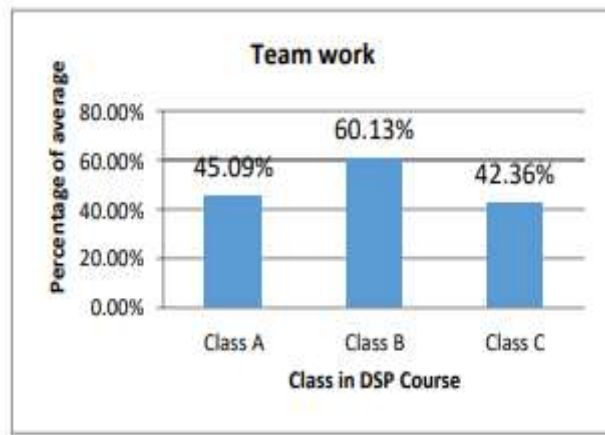 Team work
Percentage of average
80.00%
60.00%
40.00%
20.00%
0.00%
45.09%
60.13%
42.36%
Class A
Class B
Class C
Class in DSP Course